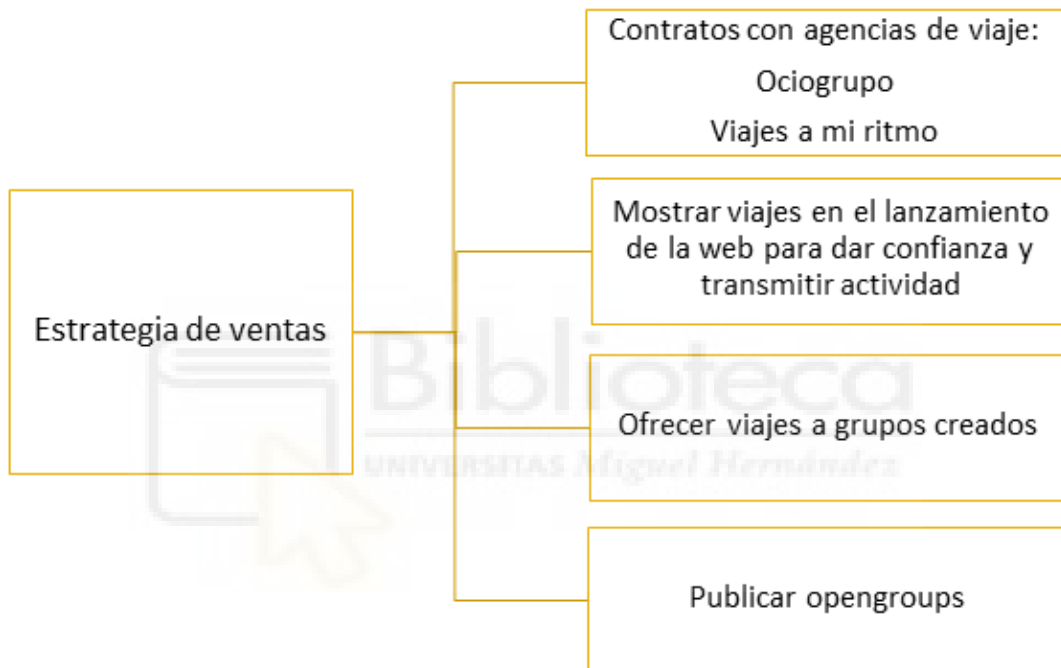 Contratos con agencias de viaje:
Ociogrupo
Viajes a mi ritmo
Mostrar viajes en el lanzamiento
de la web para dar confianza y
transmitir actividad
Estrategia de ventas
Ofrecer viajes a grupos creados
Publicar opengroups
Biblioteca
UNIVERSITAS Miguel Hernández